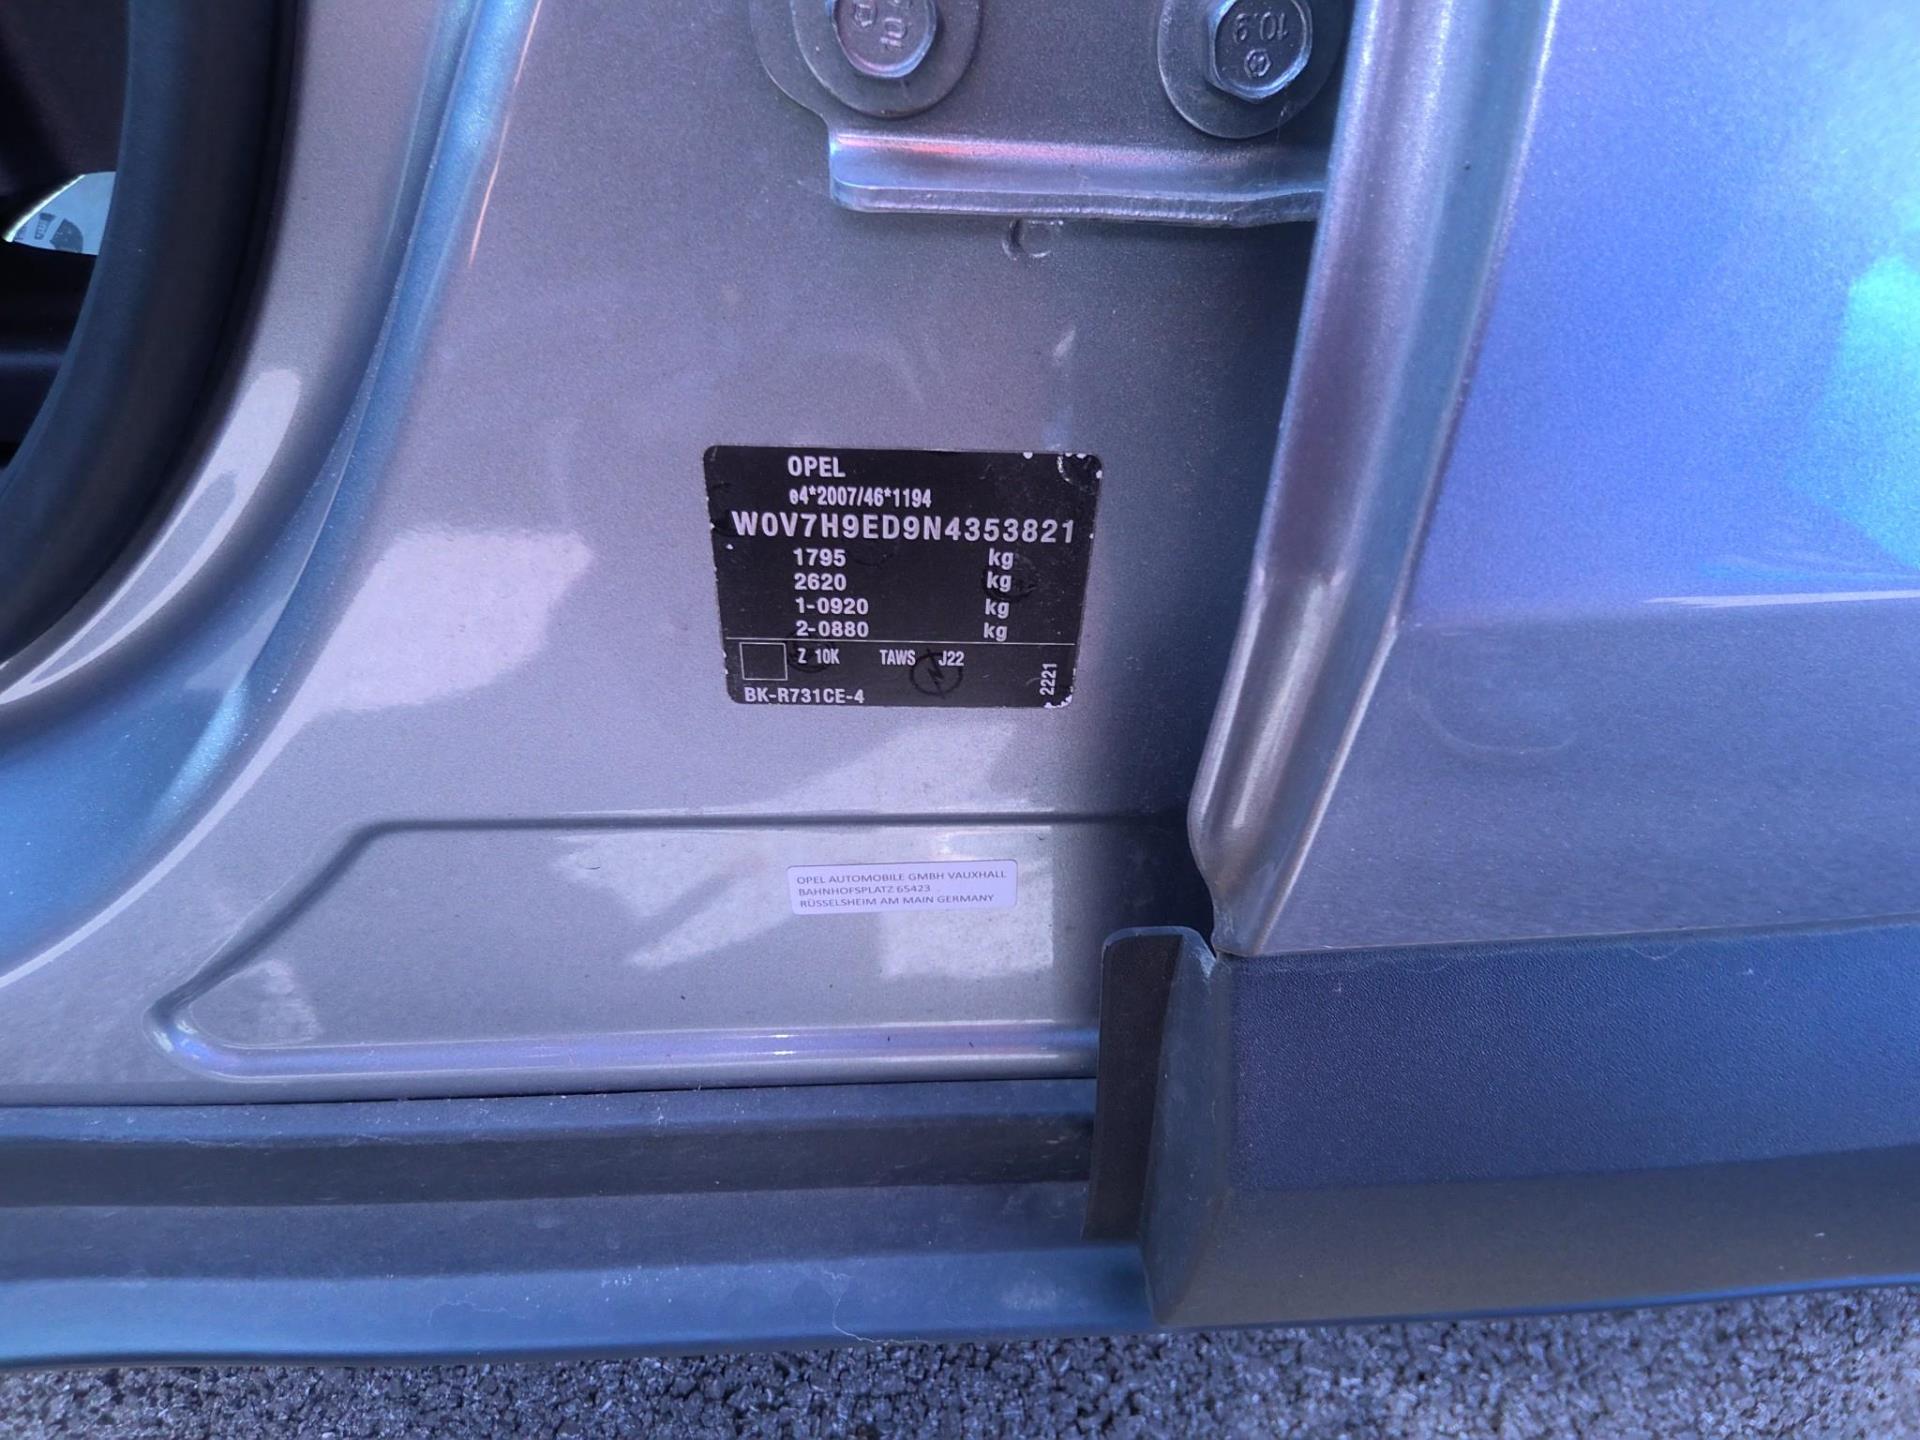 10.9
OPEL
e4*2007/46*1194
W0V7H9ED9N4353821
1795 kg
2620 kg
1-0920 kg
2-0880 kg
Z 10K TAWS J22
2221
BK-R731CE-4
OPEL AUTOMOBILE GMBH VAUXHALL
BAHNHOFSPLATZ 65423
RÜSSELSHEIM AM MAIN GERMANY